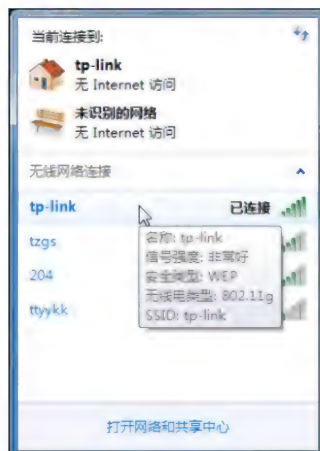 当前连接到:
tp-link
无 Internet 访问
未识别的网络
无 Internet 访问
无线网络连接
tp-link 已连接
名称: tp-link
tzgs
信号强度: 非常好
204
安全类型: WEP
无线电类型: 802.11g
ttyykk
SSID: tp-link
打开网络和共享中心